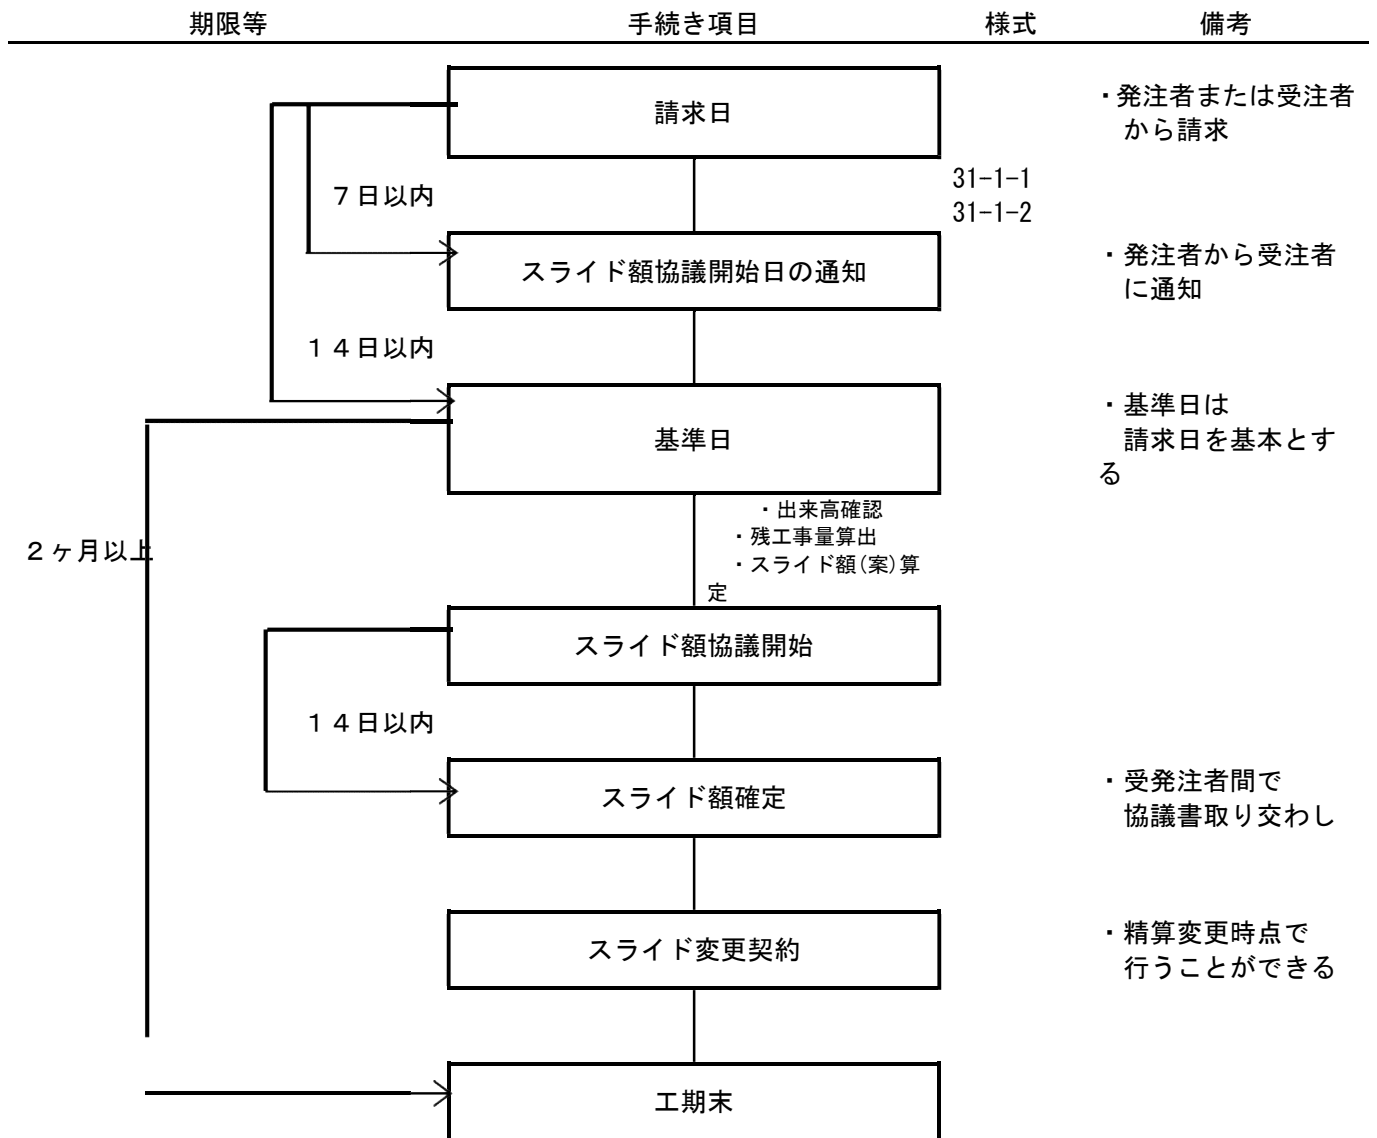 期限等 手続き項目 様式 備考
請求日
・発注者または受注者
から請求
７日以内
31-1-1
31-1-2
スライド額協議開始日の通知
・発注者から受注者
に通知
１４日以内
基準日
・基準日は
請求日を基本とす
る
・出来高確認
・残工事量算出
・スライド額(案)算
定
２ヶ月以上
スライド額協議開始
１４日以内
スライド額確定
・受発注者間で
協議書取り交わし
スライド変更契約
・精算変更時点で
行うことができる
工期末